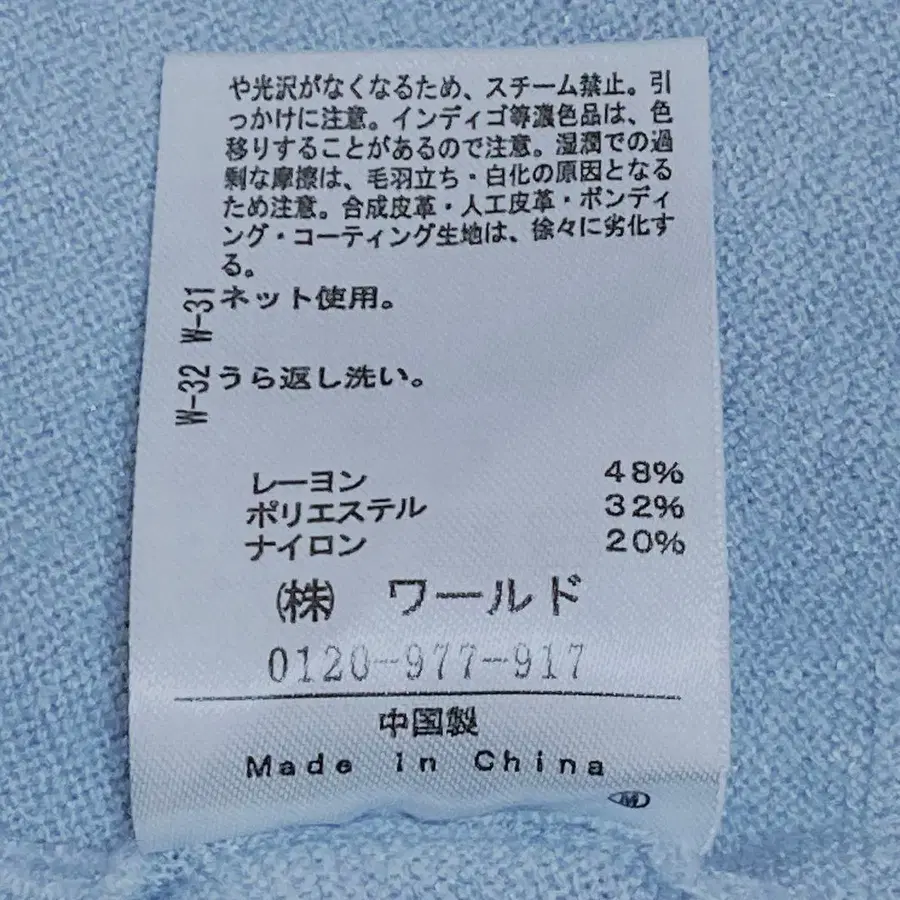 や光沢がなくなるため、スチーム禁止。引
っかけに注意。インディゴ等濃色品は、色
移りすることがあるので注意。湿潤での過
剰な摩擦は、毛羽立ち・白化の原因となる
ため注意。合成皮革・人工皮革・ボンディ
ング・コーティング生地は、徐々に劣化す
る。
W-31 ネット使用。
W-32 うら返し洗い。
レーヨン 48%
ポリエステル 32%
ナイロン 20%
㈱ ワールド
0120-977-917
中国製
Made in China
M